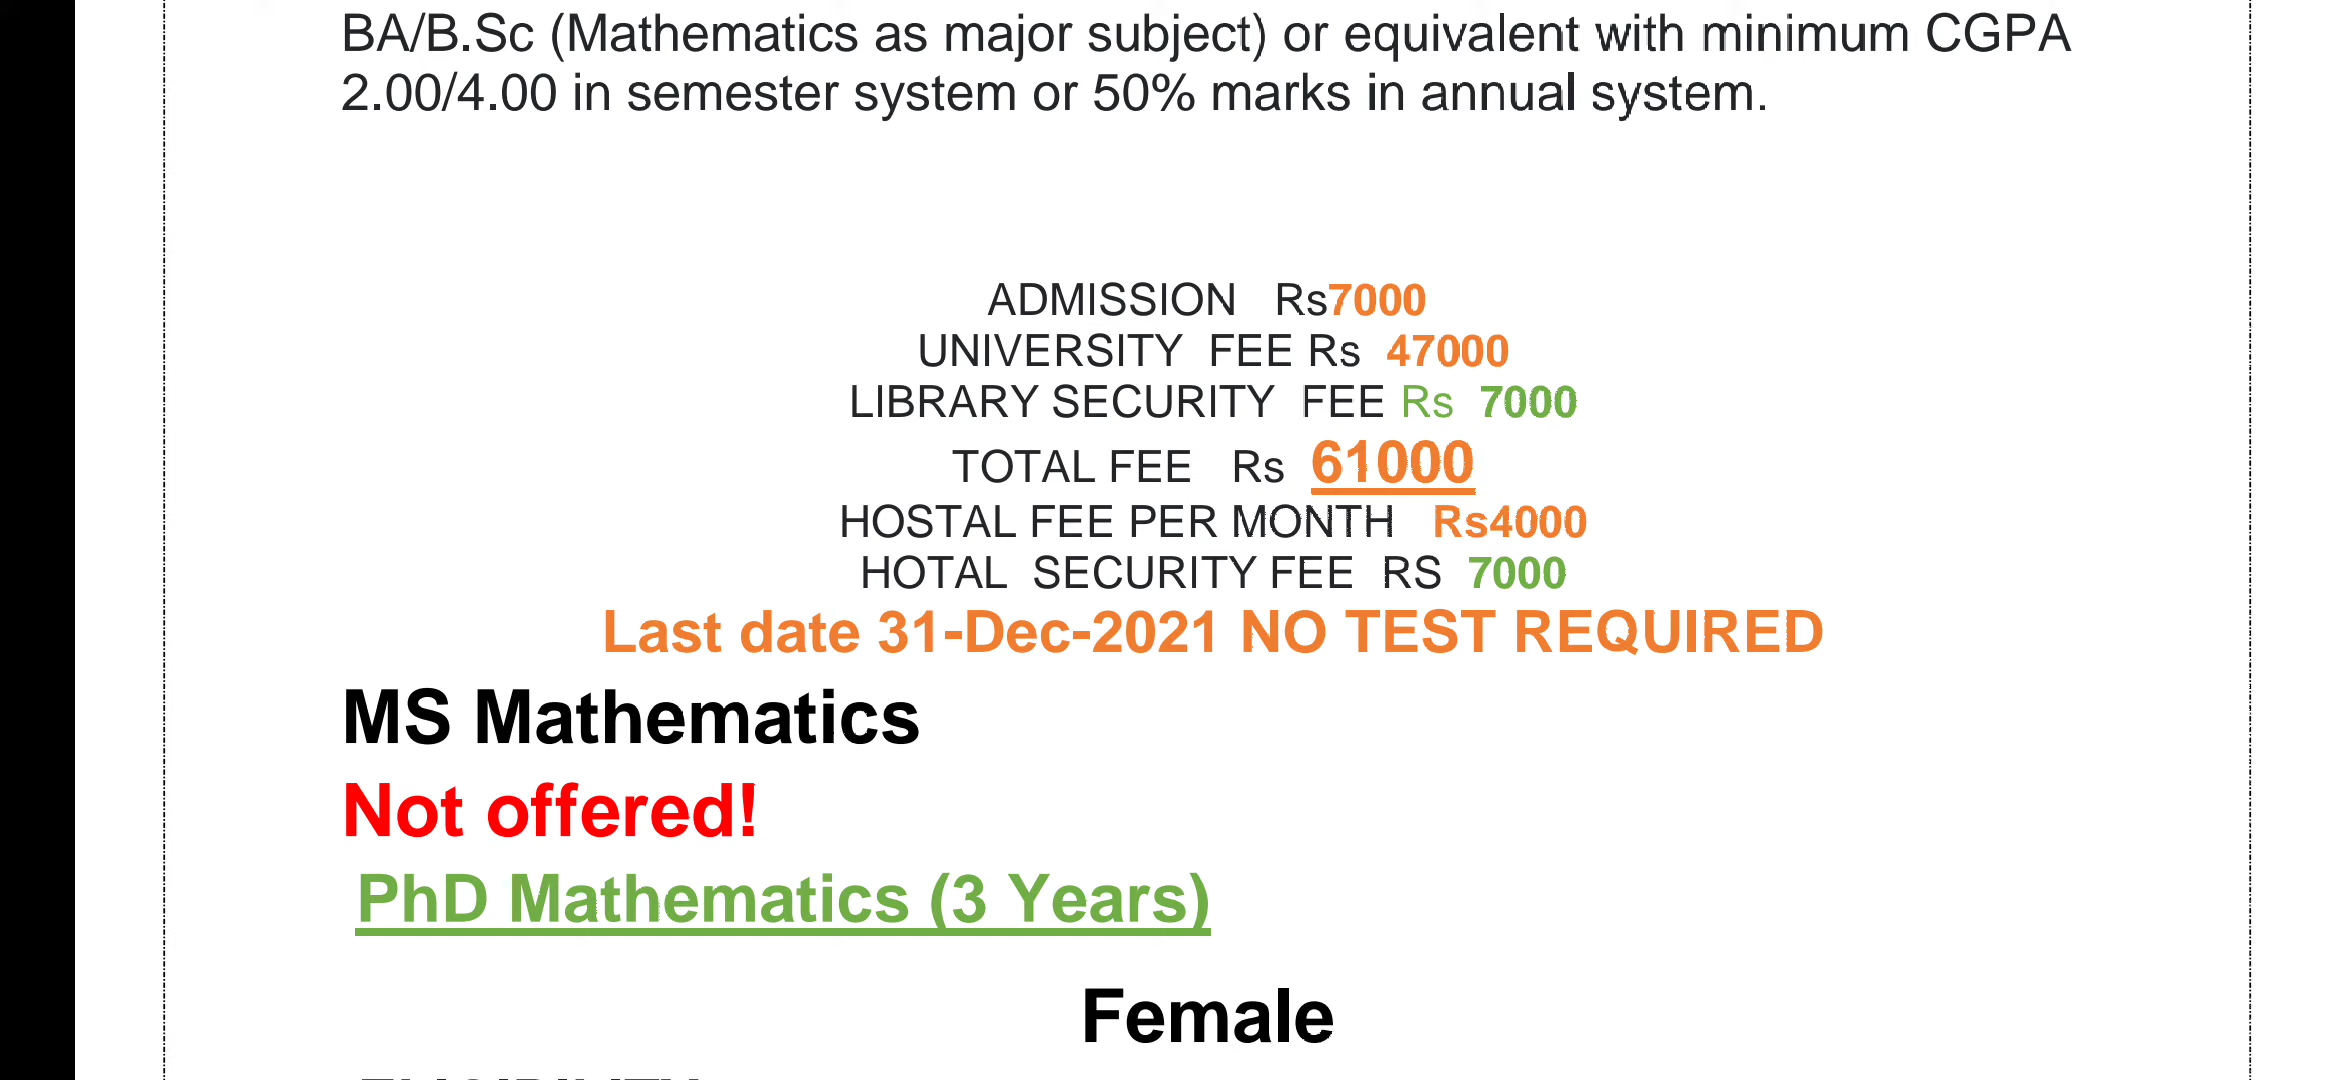 BA/B.Sc (Mathematics as major subject) or equivalent with minimum CGPA
2.00/4.00 in semester system or 50% marks in annual system.
ADMISSION Rs7000
UNIVERSITY FEE Rs 47000
LIBRARY SECURITY FEE Rs 7000
TOTAL FEE Rs 61000
HOSTAL FEE PER MONTH Rs4000
HOTAL SECURITY FEE RS 7000
Last date 31-Dec-2021 NO TEST REQUIRED
MS Mathematics
Not offered!
PhD Mathematics (3 Years)
Female